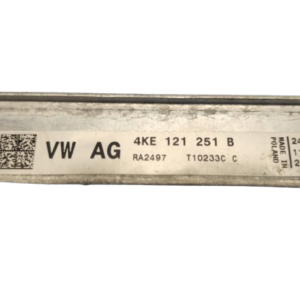 VW AG 4KE 121 251 B
RA2497 T10233C C
MADE IN
POLAND